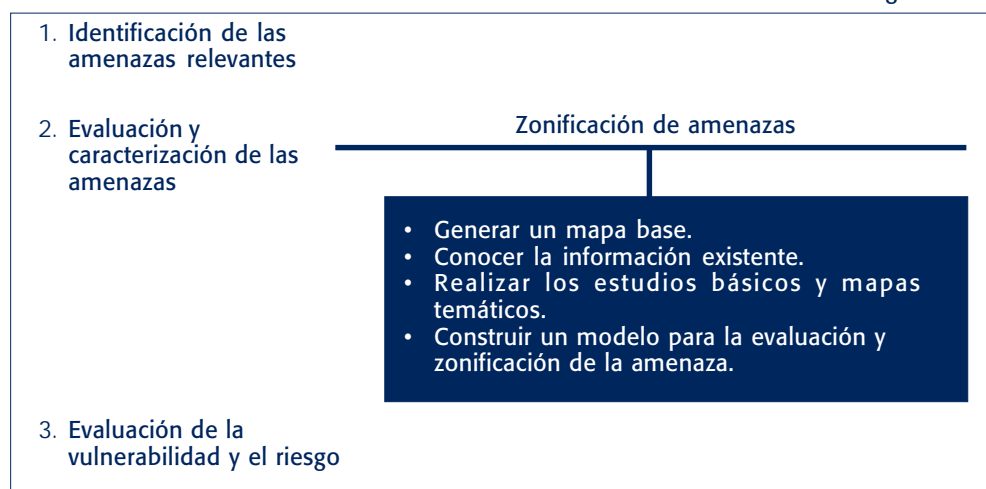 1. Identificación de las
amenazas relevantes
2. Evaluación y
caracterización de las
amenazas
Zonificación de amenazas
• Generar un mapa base.
• Conocer la información existente.
• Realizar los estudios básicos y mapas
temáticos.
• Construir un modelo para la evaluación y
zonificación de la amenaza.
3. Evaluación de la
vulnerabilidad y el riesgo